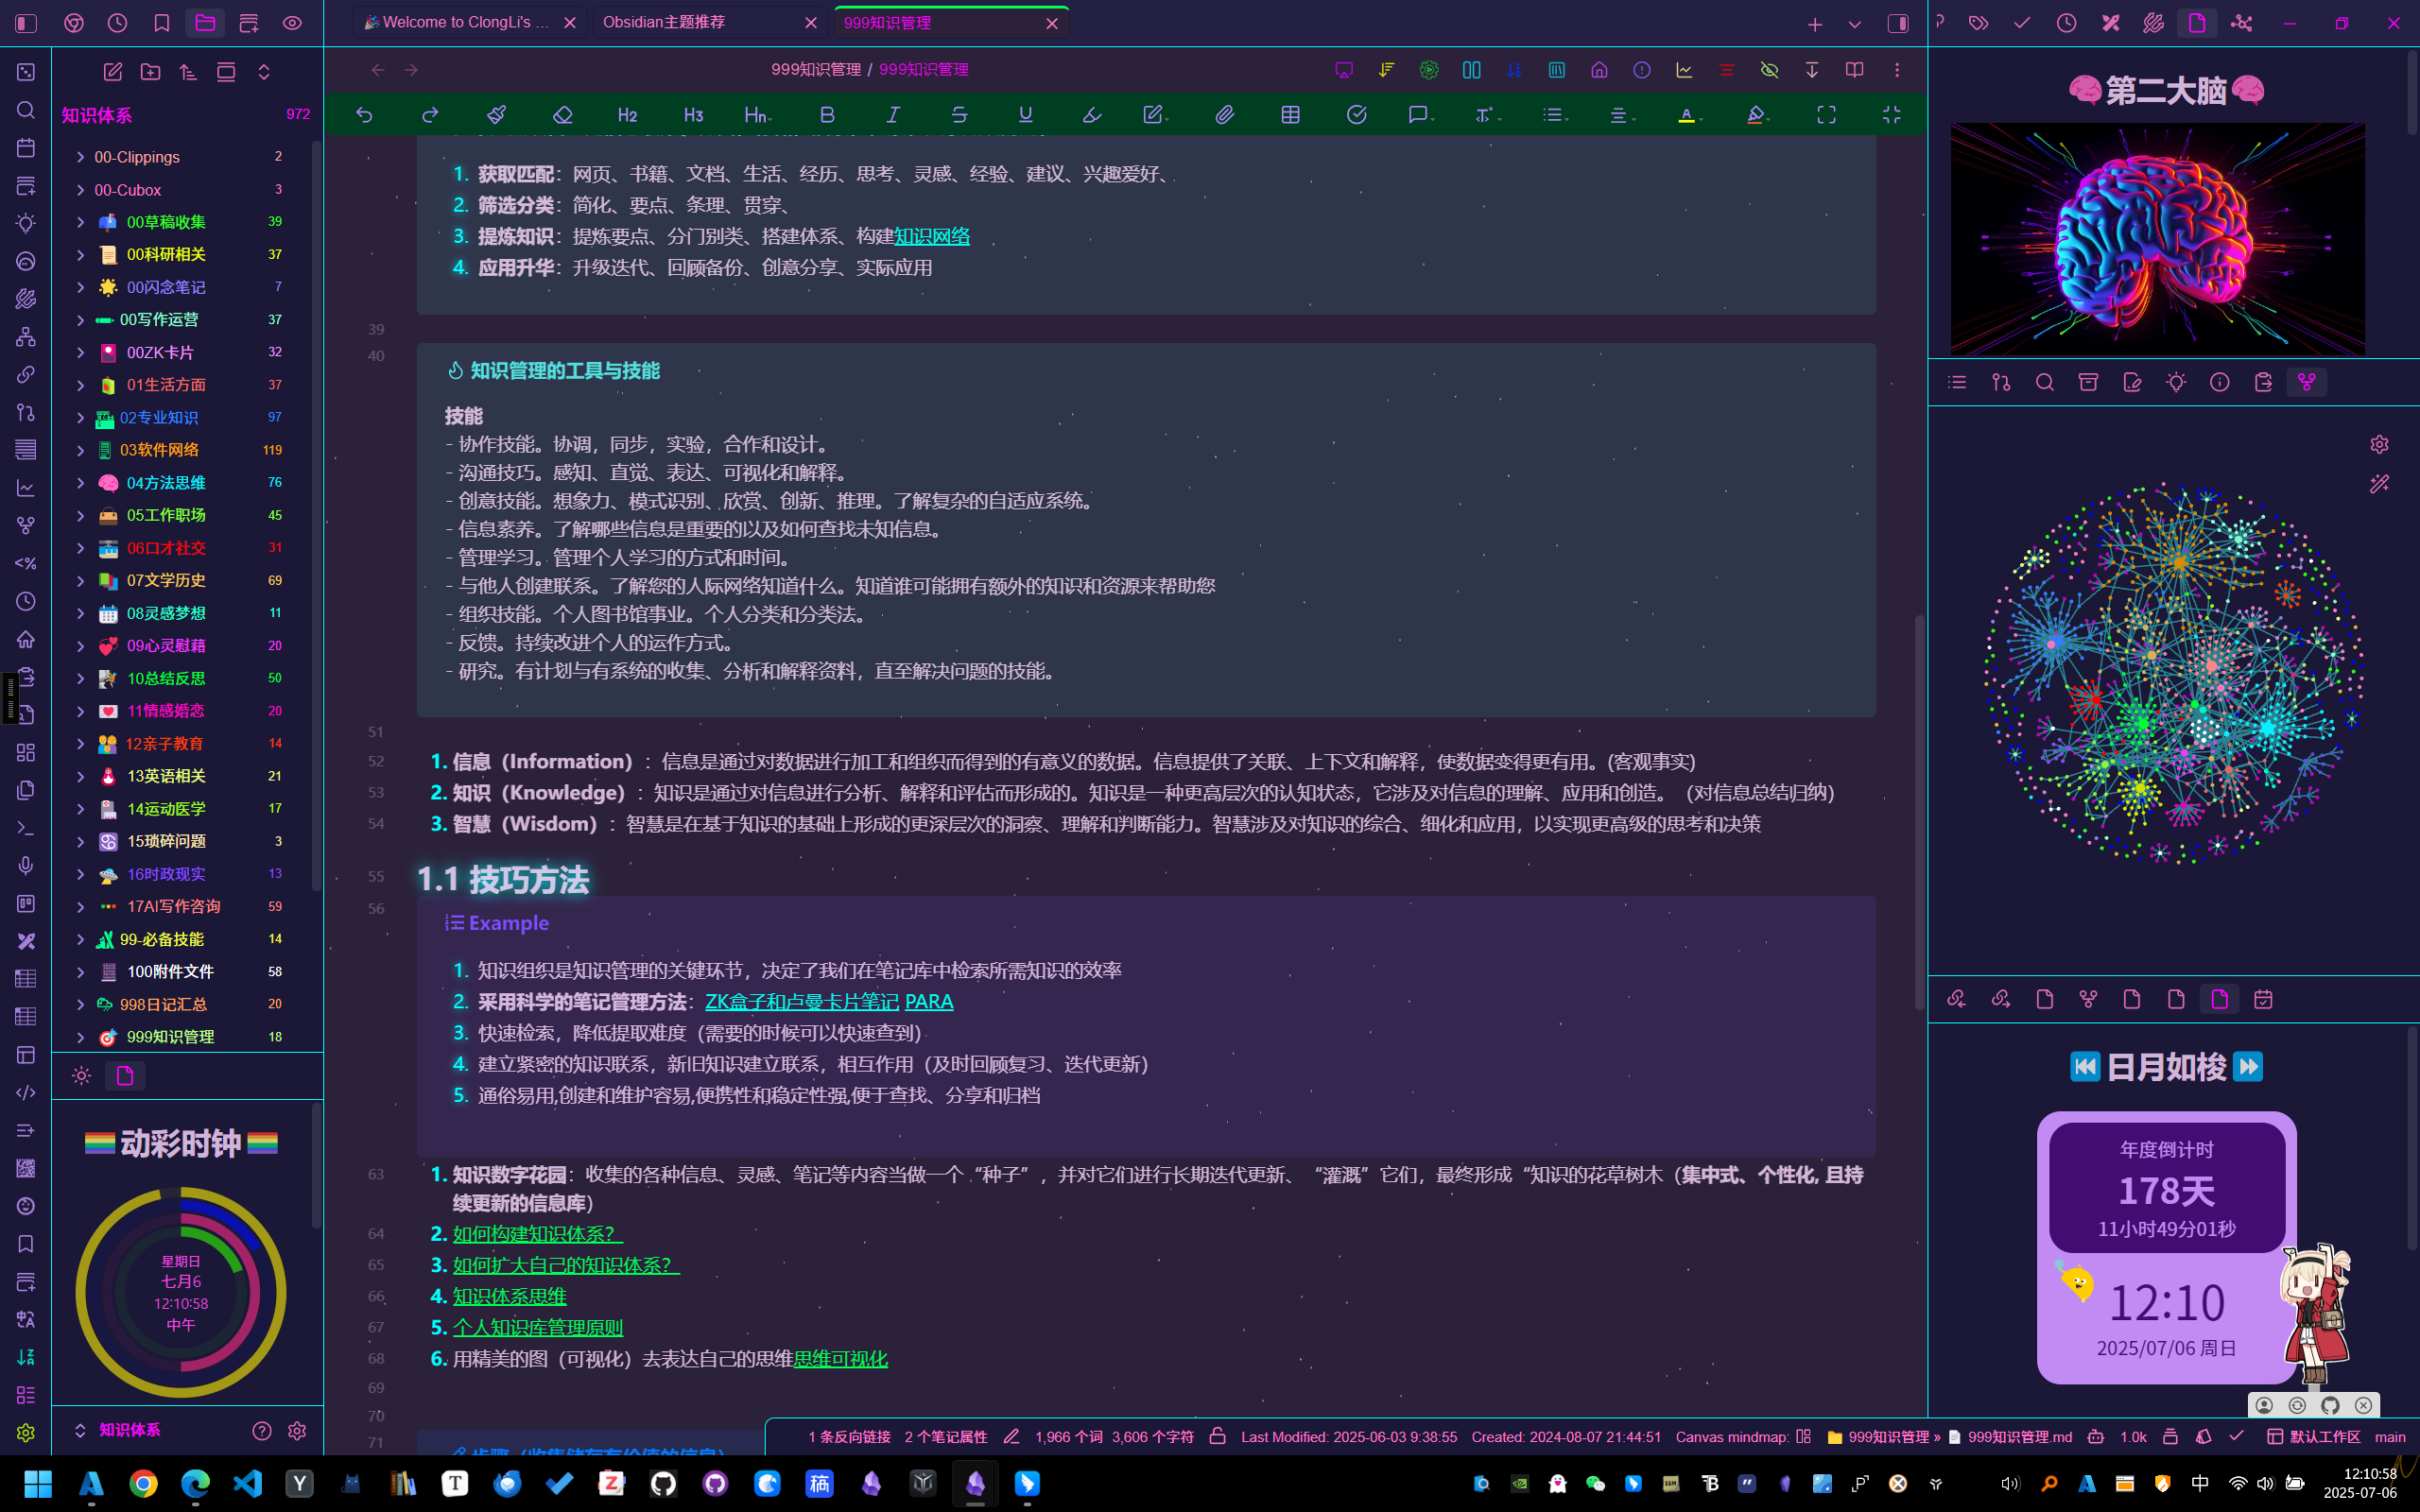 🎉Welcome to ClongLi's ...
Obsidian主题推荐
999知识管理
999知识管理 / 999知识管理
知识体系 972
00-Clippings 2
00-Cubox 3
00草稿收集 39
00科研相关 37
00闪念笔记 7
00写作运营 37
00ZK卡片 32
01生活方面 37
02专业知识 97
03软件网络 119
04方法思维 76
05工作职场 45
06口才社交 31
07文学历史 69
08灵感梦想 11
09心灵慰藉 20
10总结反思 50
11情感婚恋 20
12亲子教育 14
13英语相关 21
14运动医学 17
15琐碎问题 3
16时政现实 13
17AI写作咨询 59
99-必备技能 14
100附件文件 58
998日记汇总 20
999知识管理 18
动彩时钟
星期日
七月6
12:10:58
中午
知识体系
H2 H3 Hn B
1. 获取匹配：网页、书籍、文档、生活、经历、思考、灵感、经验、建议、兴趣爱好、
2. 筛选分类：简化、要点、条理、贯穿、
3. 提炼知识：提炼要点、分门别类、搭建体系、构建知识网络
4. 应用升华：升级迭代、回顾备份、创意分享、实际应用
39
40
知识管理的工具与技能
技能
- 协作技能。协调，同步，实验，合作和设计。
- 沟通技巧。感知、直觉、表达、可视化和解释。
- 创意技能。想象力、模式识别、欣赏、创新、推理。了解复杂的自适应系统。
- 信息素养。了解哪些信息是重要的以及如何查找未知信息。
- 管理学习。管理个人学习的方式和时间。
- 与他人创建联系。了解您的人际网络知道什么。知道谁可能拥有额外的知识和资源来帮助您
- 组织技能。个人图书馆事业。个人分类和分类法。
- 反馈。持续改进个人的运作方式。
- 研究。有计划与有系统的收集、分析和解释资料，直至解决问题的技能。
51
52 1. 信息（Information）：信息是通过对数据进行加工和组织而得到的有意义的数据。信息提供了关联、上下文和解释，使数据变得更有用。(客观事实)
53 2. 知识（Knowledge）：知识是通过对信息进行分析、解释和评估而形成的。知识是一种更高层次的认知状态，它涉及对信息的理解、应用和创造。（对信息总结归纳）
54 3. 智慧（Wisdom）：智慧是在基于知识的基础上形成的更深层次的洞察、理解和判断能力。智慧涉及对知识的综合、细化和应用，以实现更高级的思考和决策
55 1.1 技巧方法
56 Example
1. 知识组织是知识管理的关键环节，决定了我们在笔记库中检索所需知识的效率
2. 采用科学的笔记管理方法：ZK盒子和卢曼卡片笔记 PARA
3. 快速检索，降低提取难度（需要的时候可以快速查到）
4. 建立紧密的知识联系，新旧知识建立联系，相互作用（及时回顾复习、迭代更新）
5. 通俗易用,创建和维护容易,便携性和稳定性强,便于查找、分享和归档
63 1. 知识数字花园：收集的各种信息、灵感、笔记等内容当做一个“种子”，并对它们进行长期迭代更新、“灌溉”它们，最终形成“知识的花草树木（集中式、个性化, 且持
续更新的信息库）
64 2. 如何构建知识体系？
65 3. 如何扩大自己的知识体系？
66 4. 知识体系思维
67 5. 个人知识库管理原则
68 6. 用精美的图（可视化）去表达自己的思维思维可视化
69
70
71 步骤（收集储存有价值的信息）
第二大脑
日月如梭
年度倒计时
178天
11小时49分01秒
12:10
2025/07/06 周日
1 条反向链接 2 个笔记属性 1,966 个词 3,606 个字符 Last Modified: 2025-06-03 9:38:55 Created: 2024-08-07 21:44:51 Canvas mindmap: 999知识管理 » 999知识管理.md 1.0k 默认工作区 main
中
12:10:58
2025-07-06